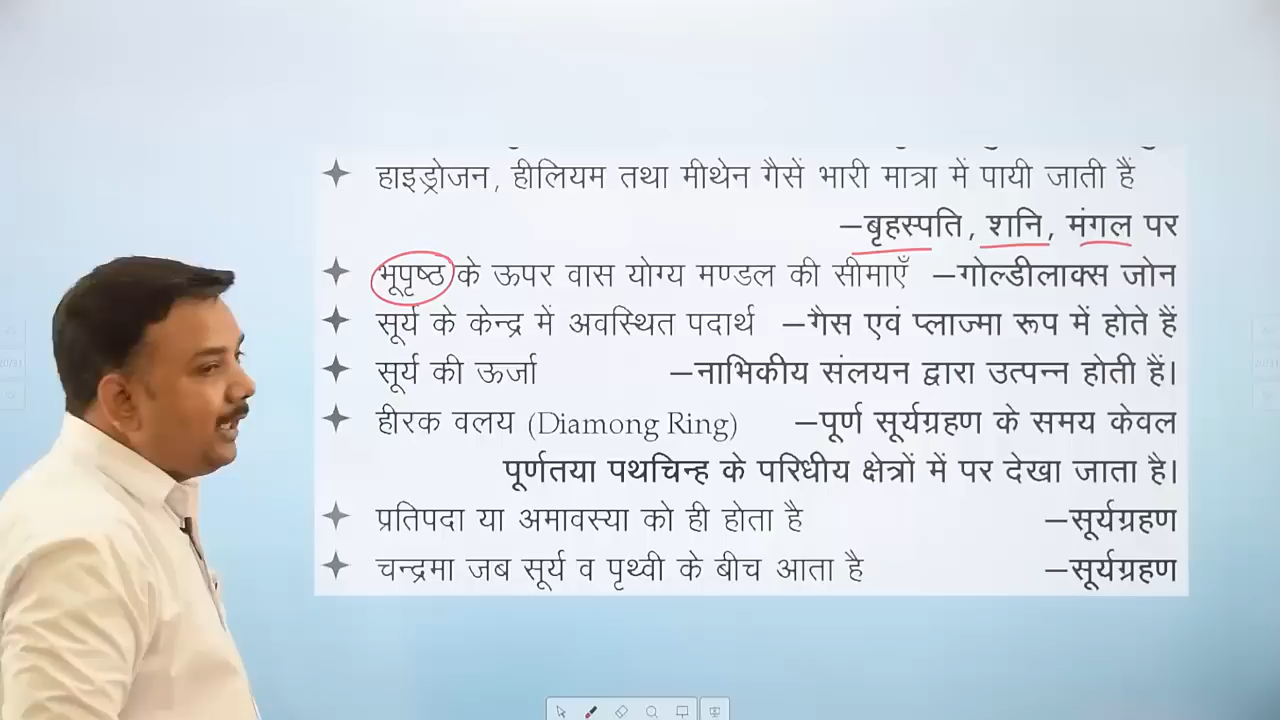 हाइड्रोजन, हीलियम तथा मीथेन गैसें भारी मात्रा में पायी जाती हैं
–बृहस्पति, शनि, मंगल पर
भूपृष्ठ के ऊपर वास योग्य मण्डल की सीमाएँ –गोल्डीलाक्स जोन
सूर्य के केन्द्र में अवस्थित पदार्थ –गैस एवं प्लाज्मा रूप में होते हैं
सूर्य की ऊर्जा –नाभिकीय संलयन द्वारा उत्पन्न होती हैं।
हीरक वलय (Diamong Ring) –पूर्ण सूर्यग्रहण के समय केवल
पूर्णतया पथचिन्ह के परिधीय क्षेत्रों में पर देखा जाता है।
प्रतिपदा या अमावस्या को ही होता है –सूर्यग्रहण
चन्द्रमा जब सूर्य व पृथ्वी के बीच आता है –सूर्यग्रहण